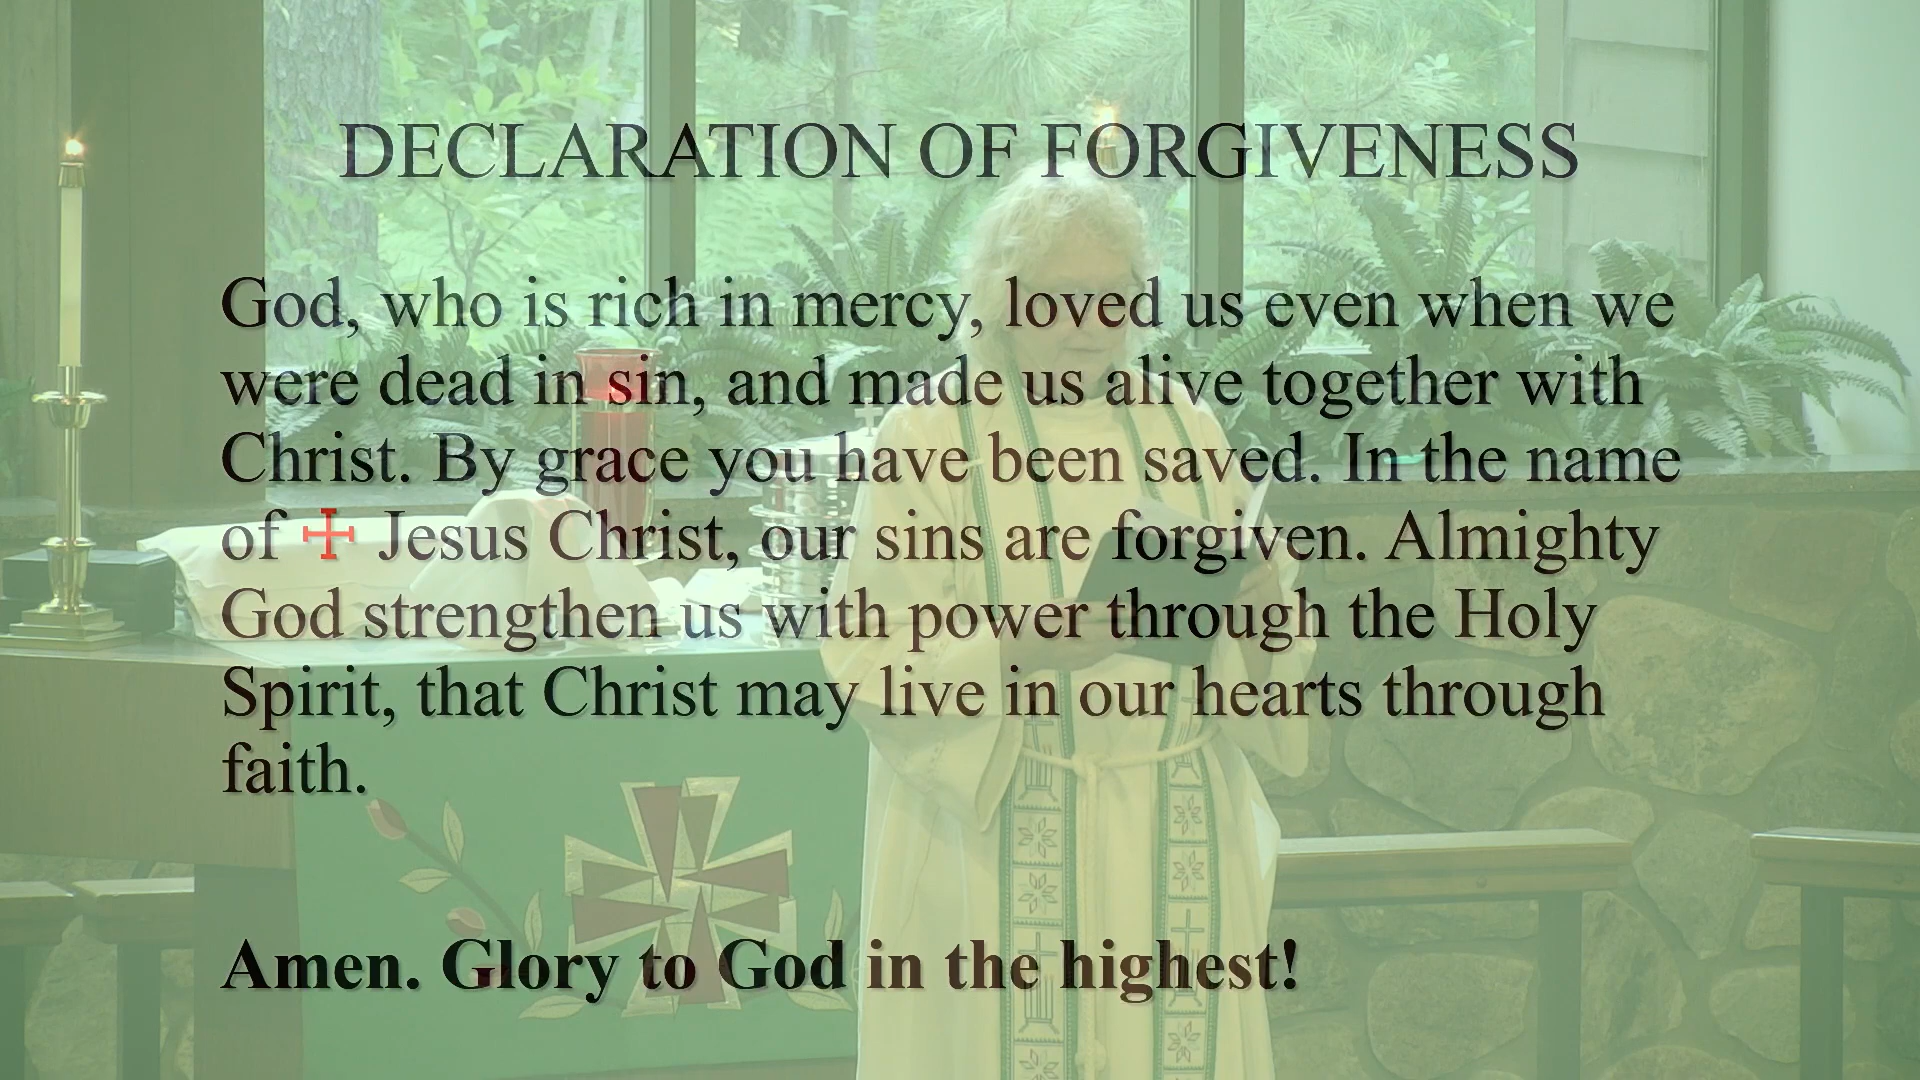 DECLARATION OF FORGIVENESS
God, who is rich in mercy, loved us even when we
were dead in sin, and made us alive together with
Christ. By grace you have been saved. In the name
of ☩ Jesus Christ, our sins are forgiven. Almighty
God strengthen us with power through the Holy
Spirit, that Christ may live in our hearts through
faith.
Amen. Glory to God in the highest!